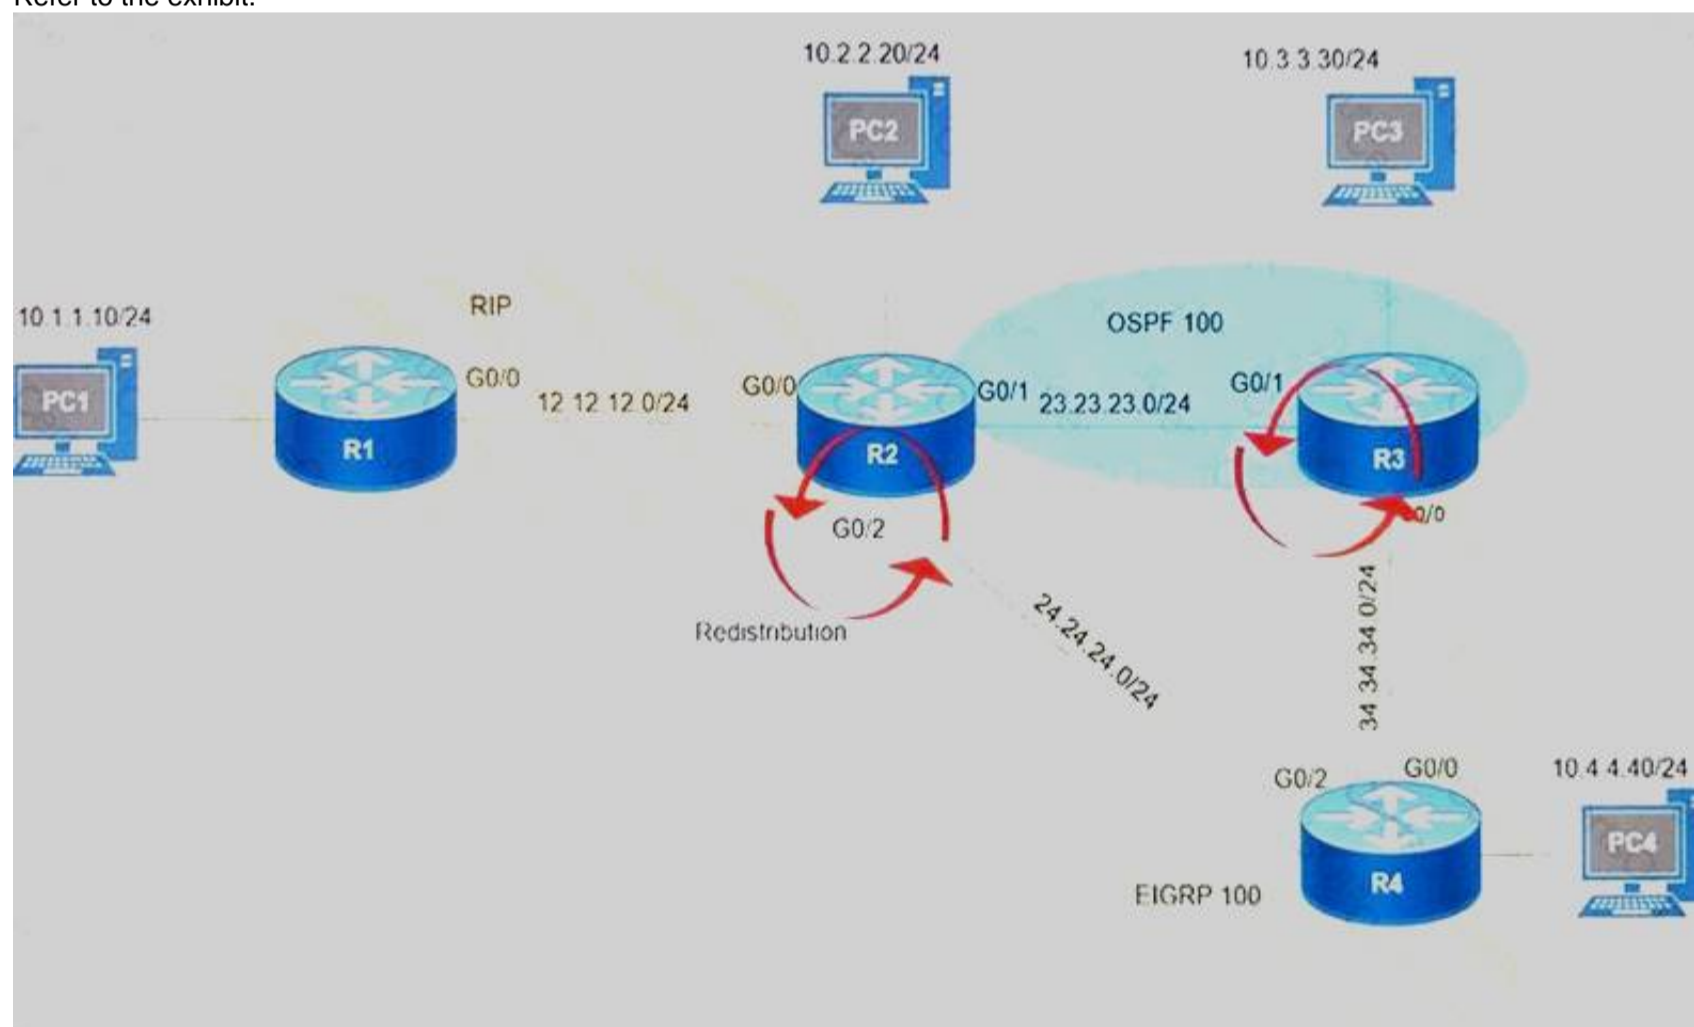 Refer to the exhibit.
10.2.2.20/24
10.3.3.30/24
PC2
PC3
RIP
OSPF 100
10.1.1.10/24
G0/0
12 12 12 0/24
G0/0
G0/1
23.23.23.0/24
G0/1
PC1
R1
R2
R3
G0/2
Redistribution
24.24.24.0/24
34 34.34 0/24
G0/2
G0/0
10.4 4.40/24
PC4
R4
EIGRP 100